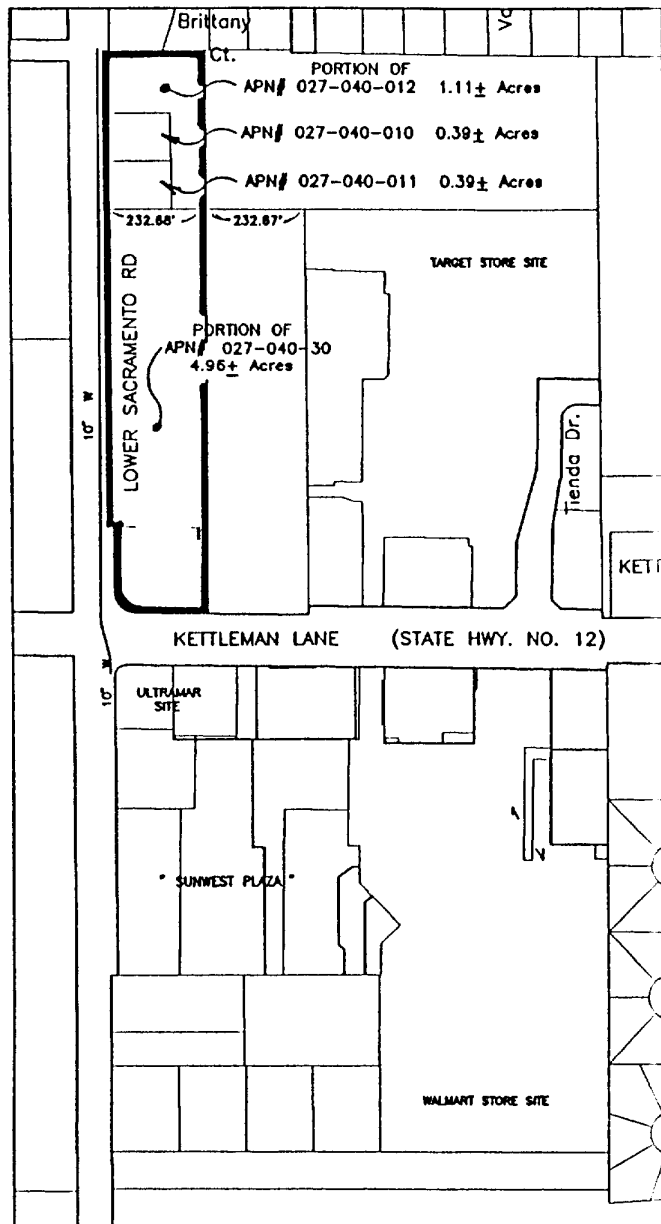 Brittany
Ct.
Va
PORTION OF
APN# 027-040-012 1.11± Acres
APN# 027-040-010 0.39± Acres
APN# 027-040-011 0.39± Acres
232.68'
232.67'
TARGET STORE SITE
LOWER SACRAMENTO RD
PORTION OF
APN# 027-040-30
4.96± Acres
10" W
Tienda Dr.
KETT
KETTLEMAN LANE (STATE HWY. NO. 12)
10" W
ULTRAMAR
SITE
" SUNWEST PLAZA "
WALMART STORE SITE